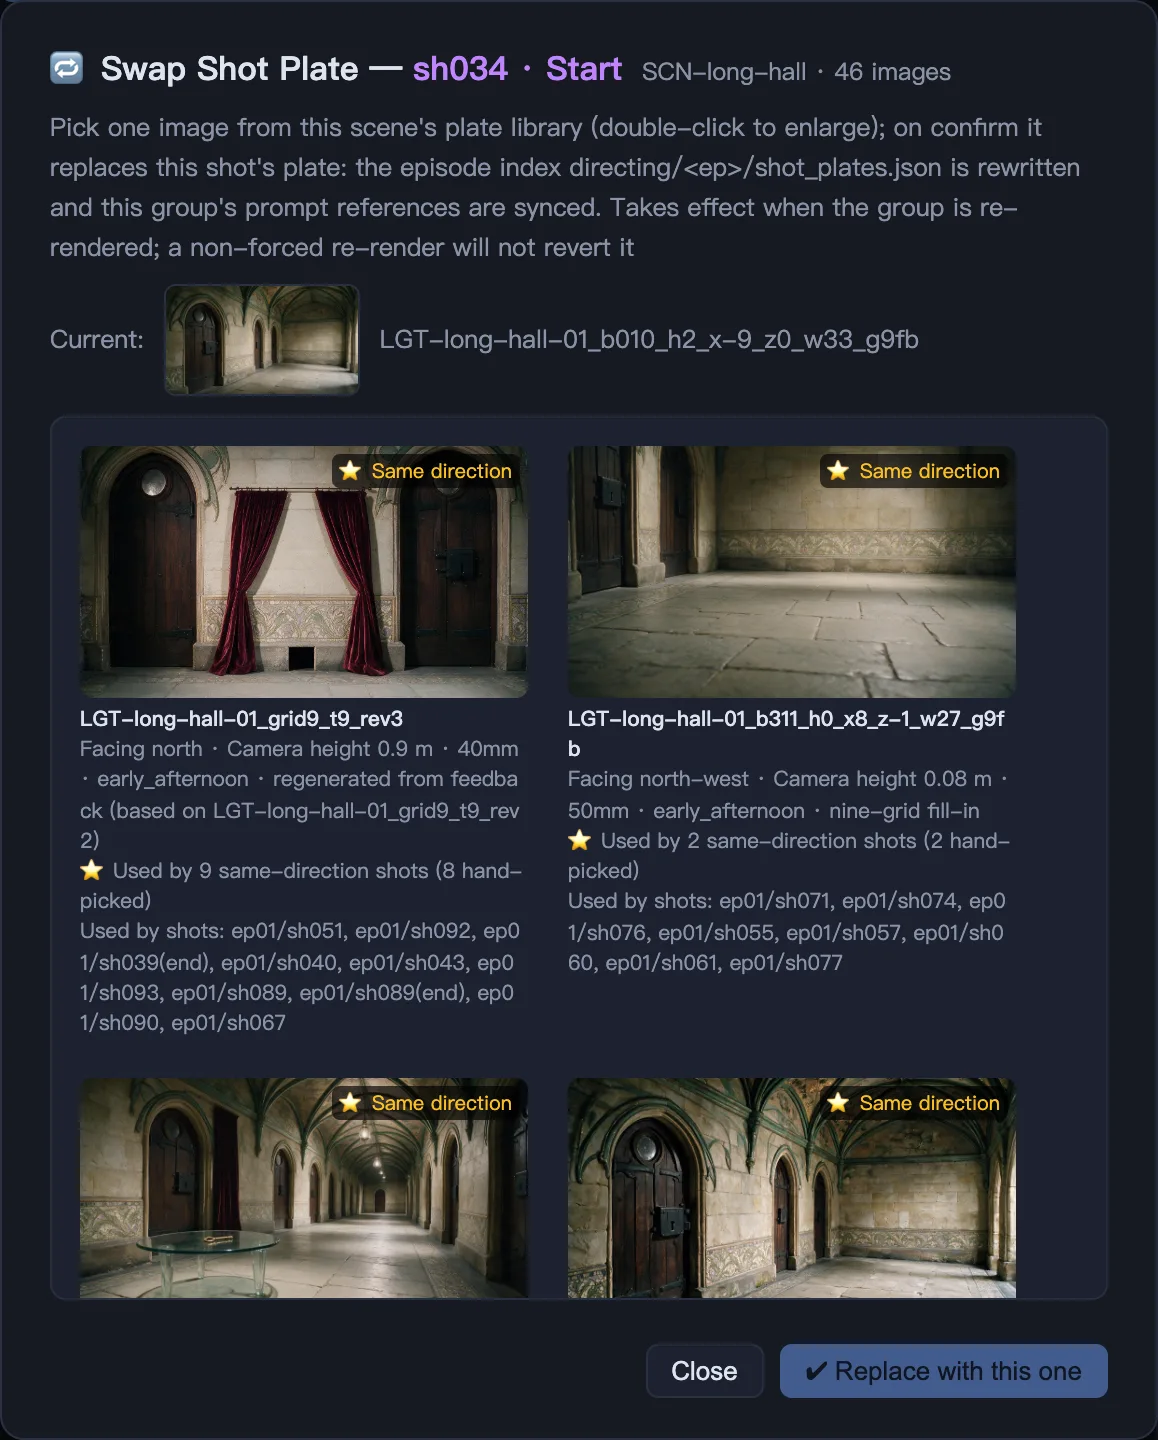 Swap Shot Plate — sh034 · Start SCN-long-hall · 46 images
Pick one image from this scene's plate library (double-click to enlarge); on confirm it
replaces this shot's plate: the episode index directing/<ep>/shot_plates.json is rewritten
and this group's prompt references are synced. Takes effect when the group is re-
rendered; a non-forced re-render will not revert it
Current: LGT-long-hall-01_b010_h2_x-9_z0_w33_g9fb
⭐ Same direction
LGT-long-hall-01_grid9_t9_rev3
Facing north · Camera height 0.9 m · 40mm
· early_afternoon · regenerated from feedba
ck (based on LGT-long-hall-01_grid9_t9_rev
2)
⭐ Used by 9 same-direction shots (8 hand-
picked)
Used by shots: ep01/sh051, ep01/sh092, ep0
1/sh039(end), ep01/sh040, ep01/sh043, ep0
1/sh093, ep01/sh089, ep01/sh089(end), ep0
1/sh090, ep01/sh067
⭐ Same direction
LGT-long-hall-01_b311_h0_x8_z-1_w27_g9f
b
Facing north-west · Camera height 0.08 m ·
50mm · early_afternoon · nine-grid fill-in
⭐ Used by 2 same-direction shots (2 hand-
picked)
Used by shots: ep01/sh071, ep01/sh074, ep0
1/sh076, ep01/sh055, ep01/sh057, ep01/sh0
60, ep01/sh061, ep01/sh077
⭐ Same direction
⭐ Same direction
Close
✔ Replace with this one